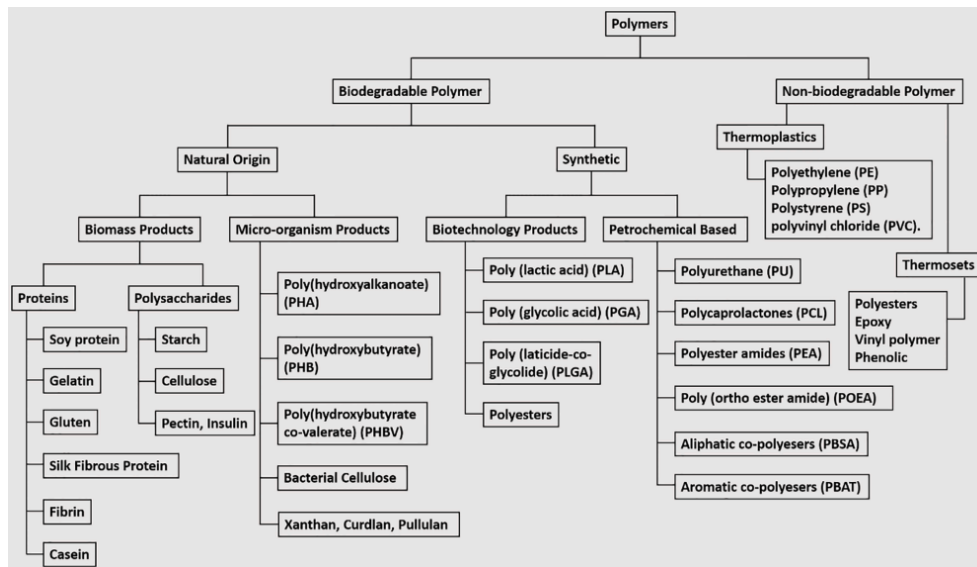 Polymers
Biodegradable Polymer
Non-biodegradable Polymer
Natural Origin
Synthetic
Thermoplastics
Polyethylene (PE)
Polypropylene (PP)
Polystyrene (PS)
polyvinyl chloride (PVC).
Thermosets
Polyesters
Epoxy
Vinyl polymer
Phenolic
Biomass Products
Micro-organism Products
Biotechnology Products
Petrochemical Based
Proteins
Soy protein
Gelatin
Gluten
Silk Fibrous Protein
Fibrin
Casein
Polysaccharides
Starch
Cellulose
Pectin, Insulin
Poly(hydroxyalkanoate)
(PHA)
Poly(hydroxybutyrate)
(PHB)
Poly(hydroxybutyrate
co-valerate) (PHBV)
Bacterial Cellulose
Xanthan, Curdlan, Pullulan
Poly (lactic acid) (PLA)
Poly (glycolic acid) (PGA)
Poly (laticide-co-
glycolide) (PLGA)
Polyesters
Polyurethane (PU)
Polycaprolactones (PCL)
Polyester amides (PEA)
Poly (ortho ester amide) (POEA)
Aliphatic co-polyesers (PBSA)
Aromatic co-polyesers (PBAT)